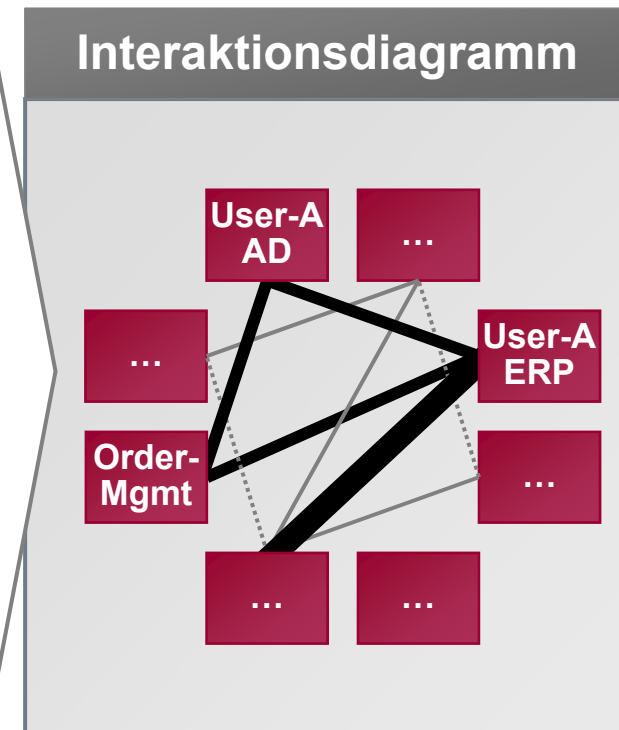 Interaktionsdiagramm
User-A
AD
…
…
User-A
ERP
Order-
Mgmt
…
…
…